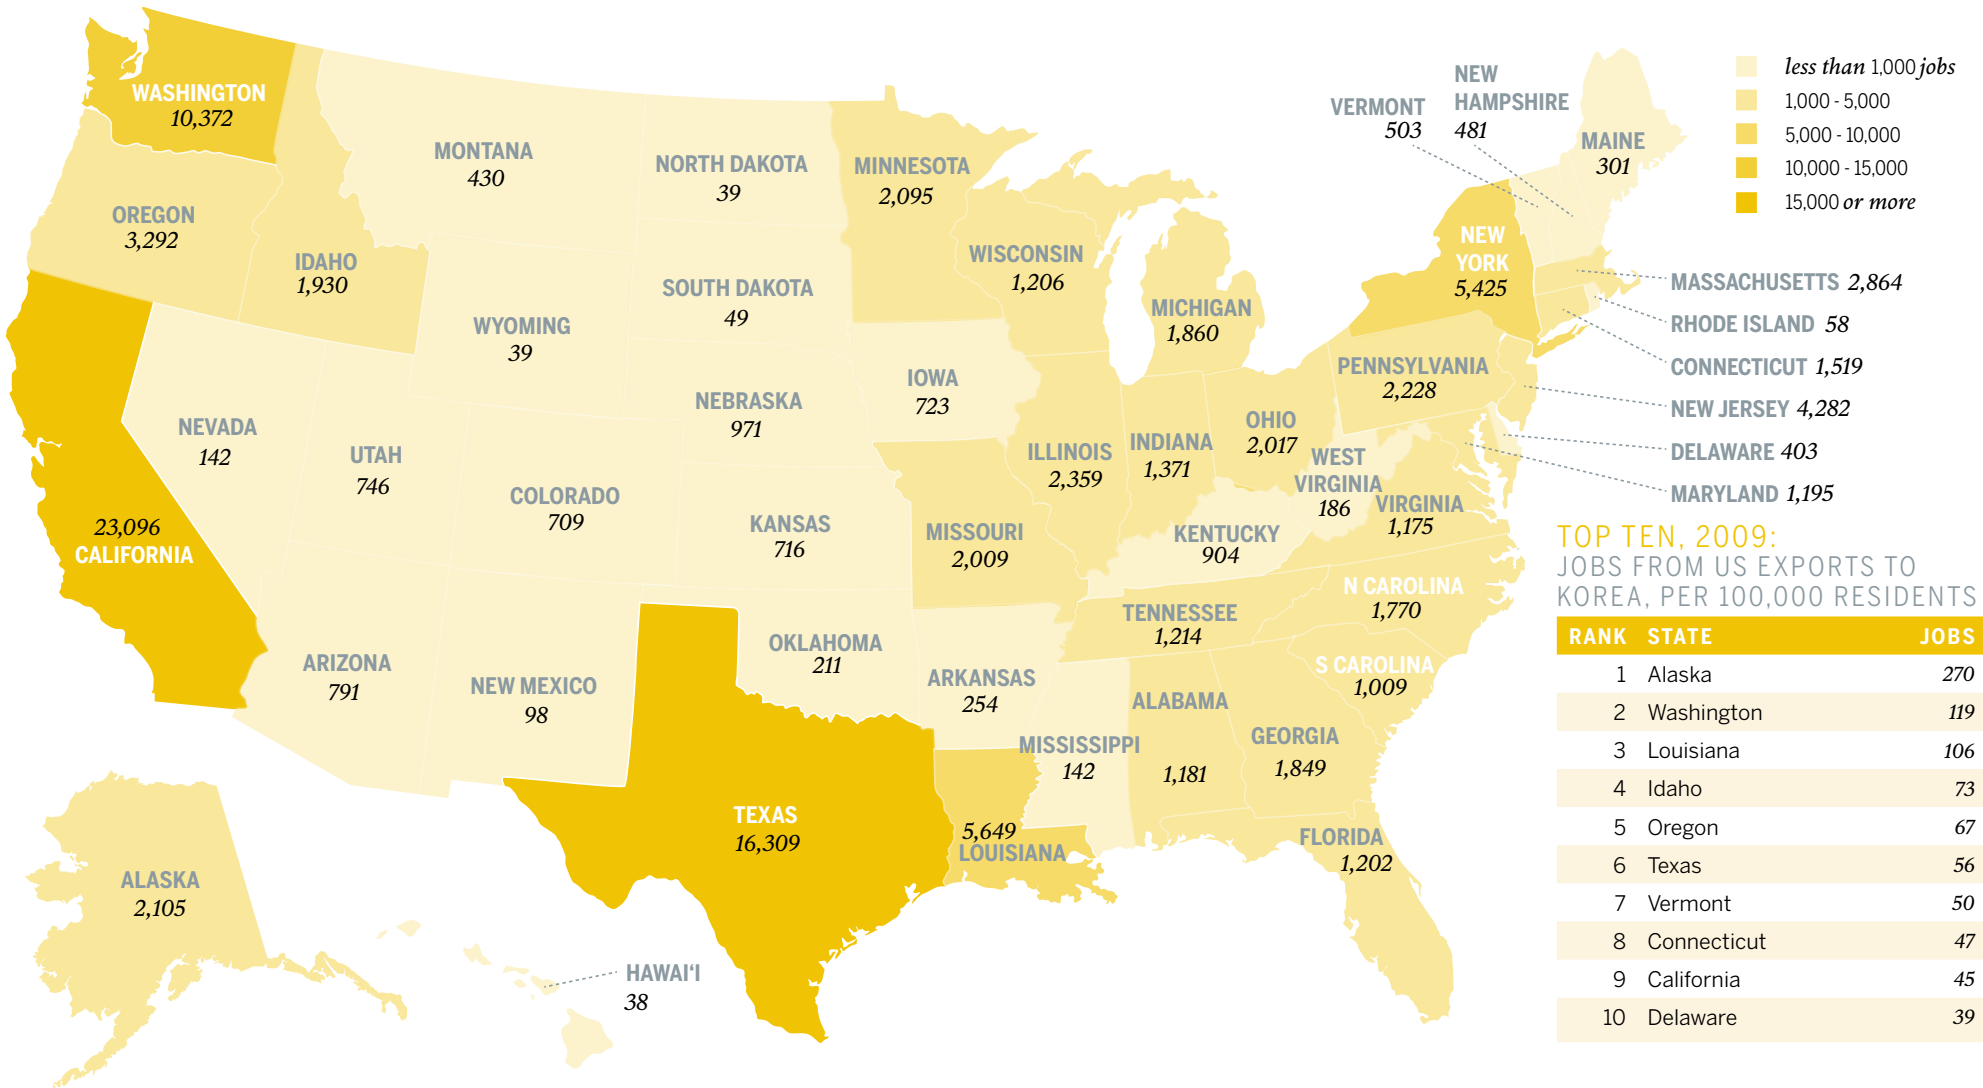 WASHINGTON
10,372
OREGON
3,292
IDAHO
1,930
MONTANA
430
NORTH DAKOTA
39
MINNESOTA
2,095
SOUTH DAKOTA
49
WYOMING
39
WISCONSIN
1,206
MICHIGAN
1,860
IOWA
723
NEBRASKA
971
NEVADA
142
UTAH
746
COLORADO
709
KANSAS
716
23,096
CALIFORNIA
ILLINOIS
2,359
INDIANA
1,371
OHIO
2,017
MISSOURI
2,009
KENTUCKY
904
WEST
VIRGINIA
186
VIRGINIA
1,175
PENNSYLVANIA
2,228
NEW
YORK
5,425
VERMONT
503
NEW
HAMPSHIRE
481
MAINE
301
less than 1,000 jobs
1,000 - 5,000
5,000 - 10,000
10,000 - 15,000
15,000 or more
MASSACHUSETTS 2,864
RHODE ISLAND 58
CONNECTICUT 1,519
NEW JERSEY 4,282
DELAWARE 403
MARYLAND 1,195
N CAROLINA
1,770
TENNESSEE
1,214
S CAROLINA
1,009
ARIZONA
791
NEW MEXICO
98
OKLAHOMA
211
ARKANSAS
254
MISSISSIPPI
142
ALABAMA
1,181
GEORGIA
1,849
TEXAS
16,309
5,649
LOUISIANA
FLORIDA
1,202
ALASKA
2,105
HAWAI‘I
38
TOP TEN, 2009:
JOBS FROM US EXPORTS TO
KOREA, PER 100,000 RESIDENTS
RANK STATE JOBS
1 Alaska 270
2 Washington 119
3 Louisiana 106
4 Idaho 73
5 Oregon 67
6 Texas 56
7 Vermont 50
8 Connecticut 47
9 California 45
10 Delaware 39